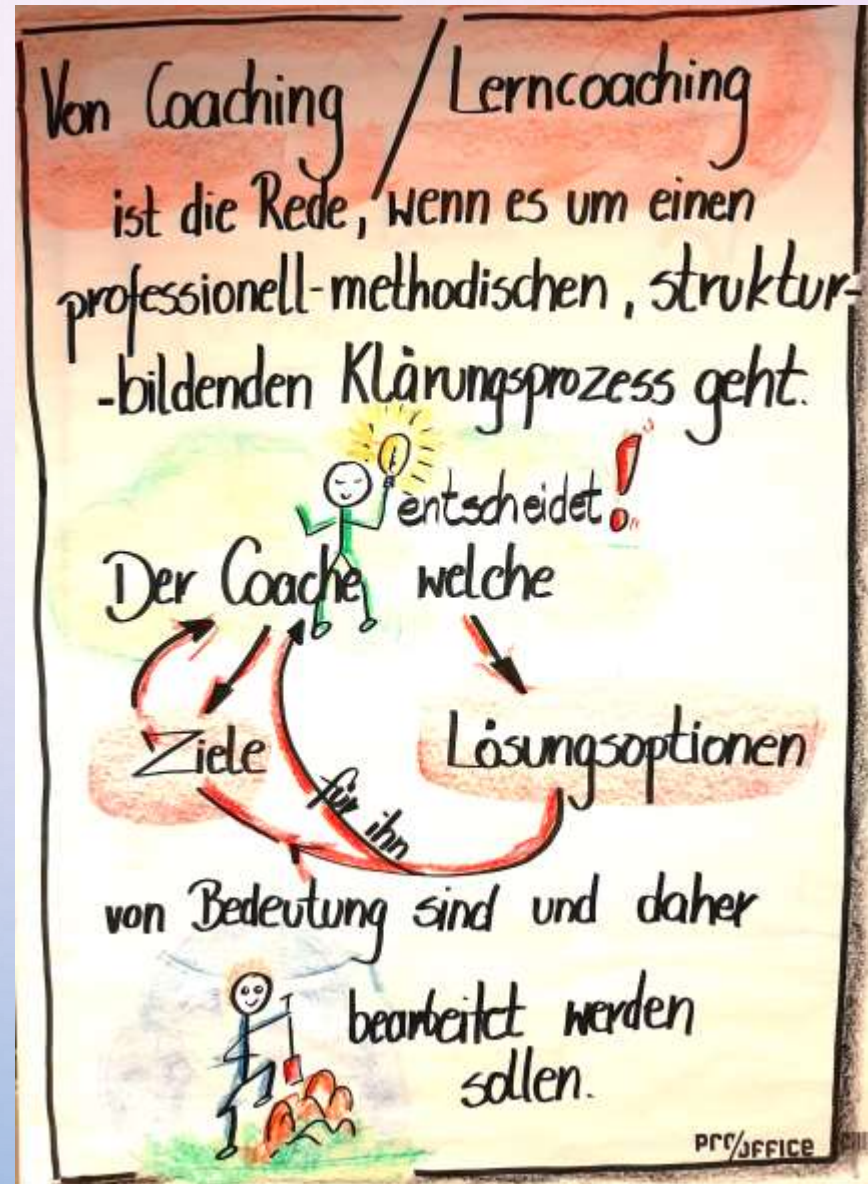 Von Coaching / Lerncoaching
ist die Rede, wenn es um einen
professionell-methodischen, struktur-
-bildenden Klärungsprozess geht.
entscheidet!
Der Coache welche
Ziele Lösungsoptionen
für ihn
von Bedeutung sind und daher
bearbeitet werden
sollen.
pro/office